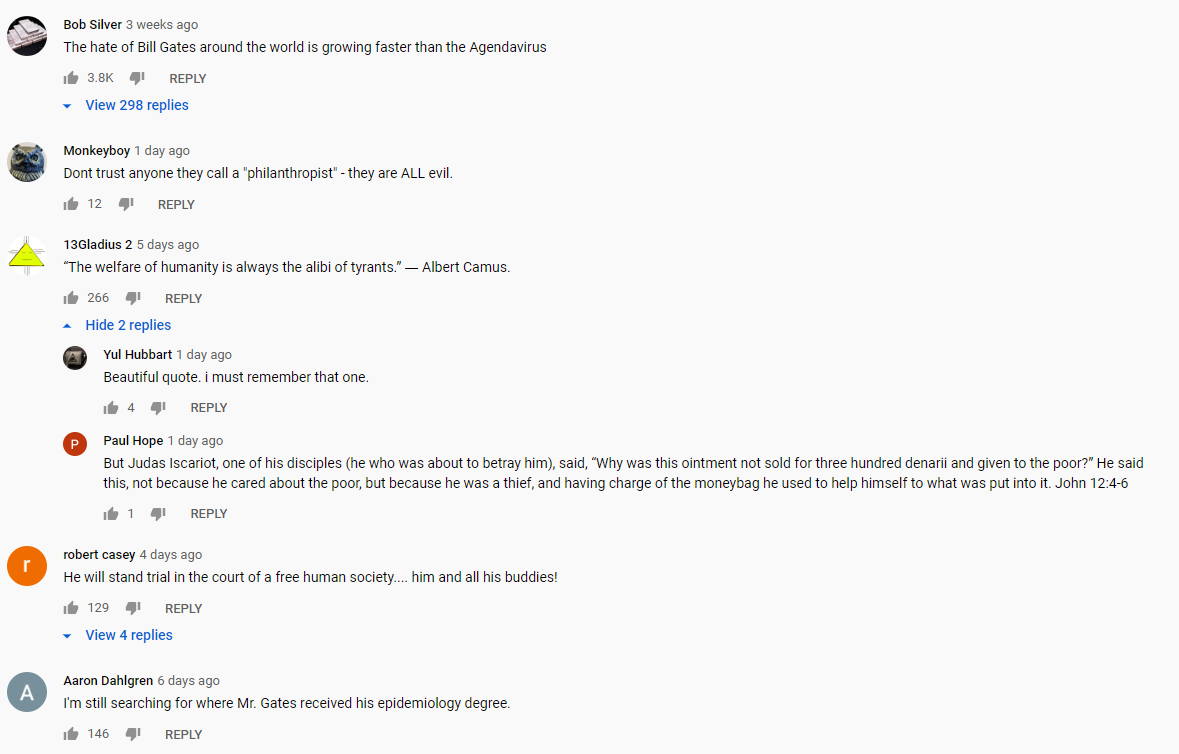 Bob Silver 3 weeks ago
The hate of Bill Gates around the world is growing faster than the Agendavirus
3.8K REPLY
View 298 replies
Monkeyboy 1 day ago
Dont trust anyone they call a "philanthropist" - they are ALL evil.
12 REPLY
13Gladius 2 5 days ago
“The welfare of humanity is always the alibi of tyrants.” — Albert Camus.
266 REPLY
Hide 2 replies
Yul Hubbart 1 day ago
Beautiful quote. i must remember that one.
4 REPLY
P
Paul Hope 1 day ago
But Judas Iscariot, one of his disciples (he who was about to betray him), said, “Why was this ointment not sold for three hundred denarii and given to the poor?” He said
this, not because he cared about the poor, but because he was a thief, and having charge of the moneybag he used to help himself to what was put into it. John 12:4-6
1 REPLY
r
robert casey 4 days ago
He will stand trial in the court of a free human society.... him and all his buddies!
129 REPLY
View 4 replies
A
Aaron Dahlgren 6 days ago
I'm still searching for where Mr. Gates received his epidemiology degree.
146 REPLY